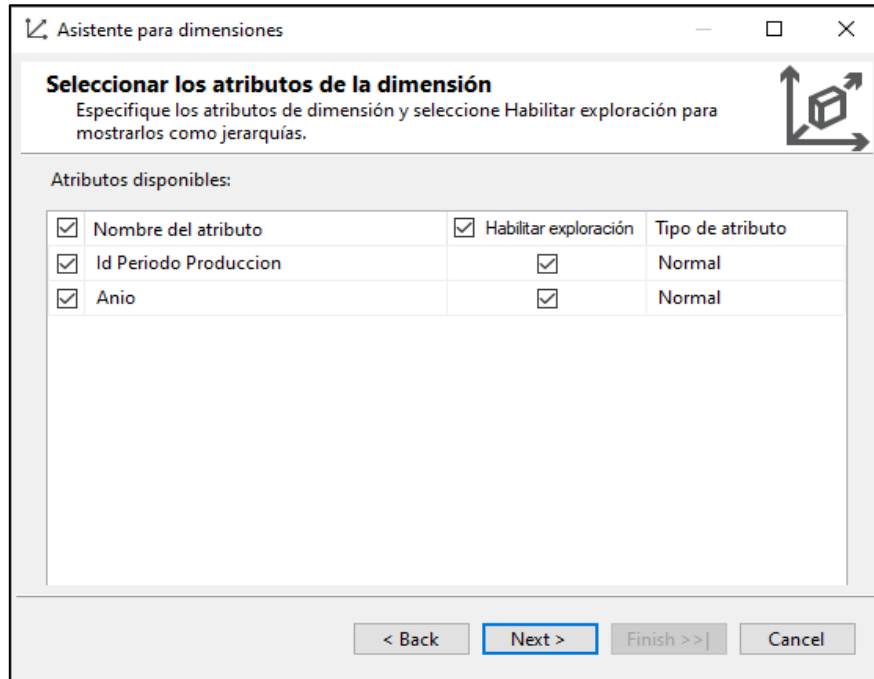 Asistente para dimensiones
Seleccionar los atributos de la dimensión
Especifique los atributos de dimensión y seleccione Habilitar exploración para
mostrarlos como jerarquías.
Atributos disponibles:
Nombre del atributo Habilitar exploración Tipo de atributo
Id Periodo Produccion Normal
Anio Normal
< Back Next > Finish >>| Cancel